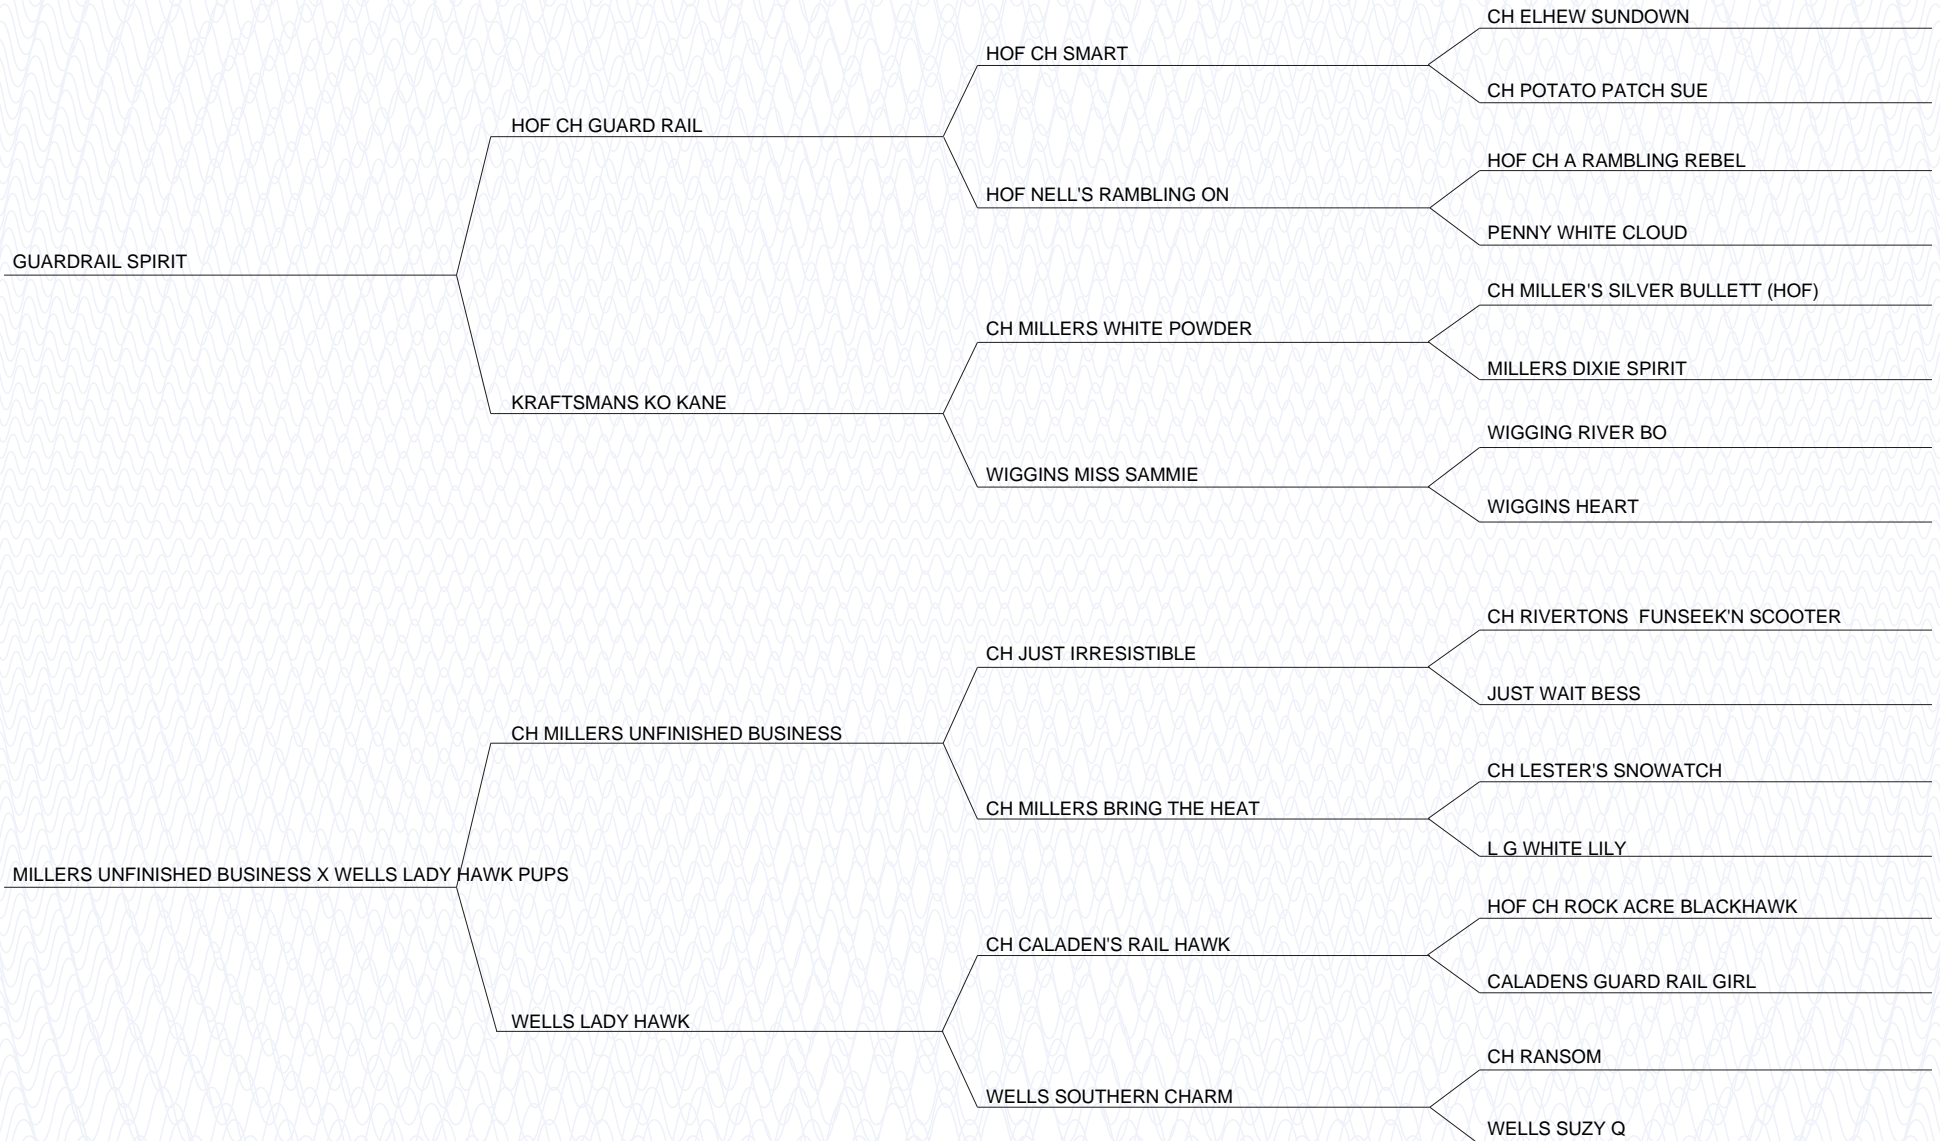 CH ELHEW SUNDOWN
HOF CH SMART
CH POTATO PATCH SUE
HOF CH GUARD RAIL
HOF CH A RAMBLING REBEL
HOF NELL'S RAMBLING ON
PENNY WHITE CLOUD
GUARDRAIL SPIRIT
CH MILLER'S SILVER BULLETT (HOF)
CH MILLERS WHITE POWDER
MILLERS DIXIE SPIRIT
KRAFTSMANS KO KANE
WIGGING RIVER BO
WIGGINS MISS SAMMIE
WIGGINS HEART
CH RIVERTONS  FUNSEEK'N SCOOTER
CH JUST IRRESISTIBLE
JUST WAIT BESS
CH MILLERS UNFINISHED BUSINESS
CH LESTER'S SNOWATCH
CH MILLERS BRING THE HEAT
L G WHITE LILY
MILLERS UNFINISHED BUSINESS X WELLS LADY HAWK PUPS
HOF CH ROCK ACRE BLACKHAWK
CH CALADEN'S RAIL HAWK
CALADENS GUARD RAIL GIRL
WELLS LADY HAWK
CH RANSOM
WELLS SOUTHERN CHARM
WELLS SUZY Q